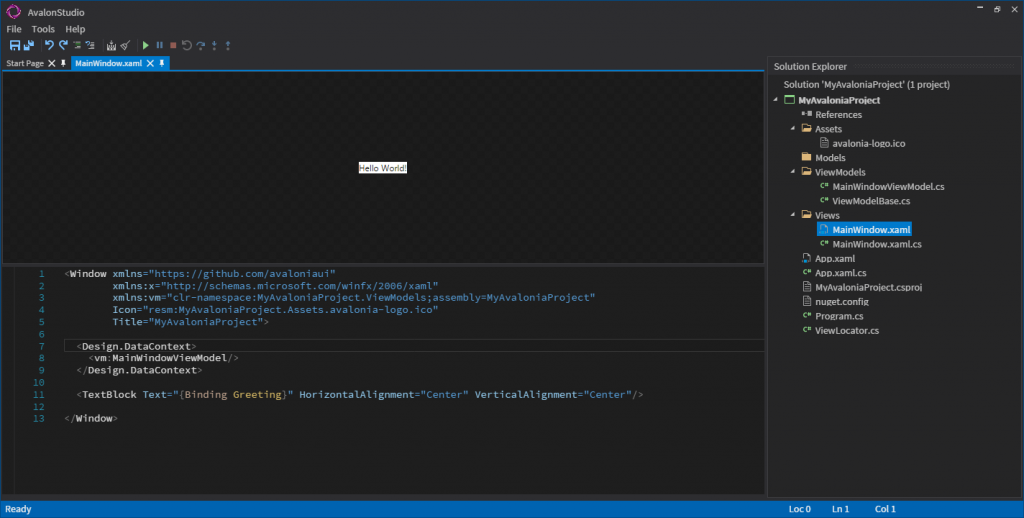 AvalonStudio
File Tools Help
Start Page MainWindow.xaml
Hello World!
1 <Window xmlns="https://github.com/avaloniaui"
2 xmlns:x="http://schemas.microsoft.com/winfx/2006/xaml"
3 xmlns:vm="clr-namespace:MyAvaloniaProject.ViewModels;assembly=MyAvaloniaProject"
4 Icon="resm:MyAvaloniaProject.Assets.avalonia-logo.ico"
5 Title="MyAvaloniaProject">
6
7 <Design.DataContext>
8 <vm:MainWindowViewModel/>
9 </Design.DataContext>
10
11 <TextBlock Text="{Binding Greeting}" HorizontalAlignment="Center" VerticalAlignment="Center"/>
12
13 </Window>
Solution Explorer
Solution 'MyAvaloniaProject' (1 project)
MyAvaloniaProject
References
Assets
avalonia-logo.ico
Models
ViewModels
C# MainWindowViewModel.cs
C# ViewModelBase.cs
Views
MainWindow.xaml
C# MainWindow.xaml.cs
App.xaml
C# App.xaml.cs
MyAvaloniaProject.csproj
nuget.config
C# Program.cs
C# ViewLocator.cs
Ready Loc 0 Ln 1 Col 1